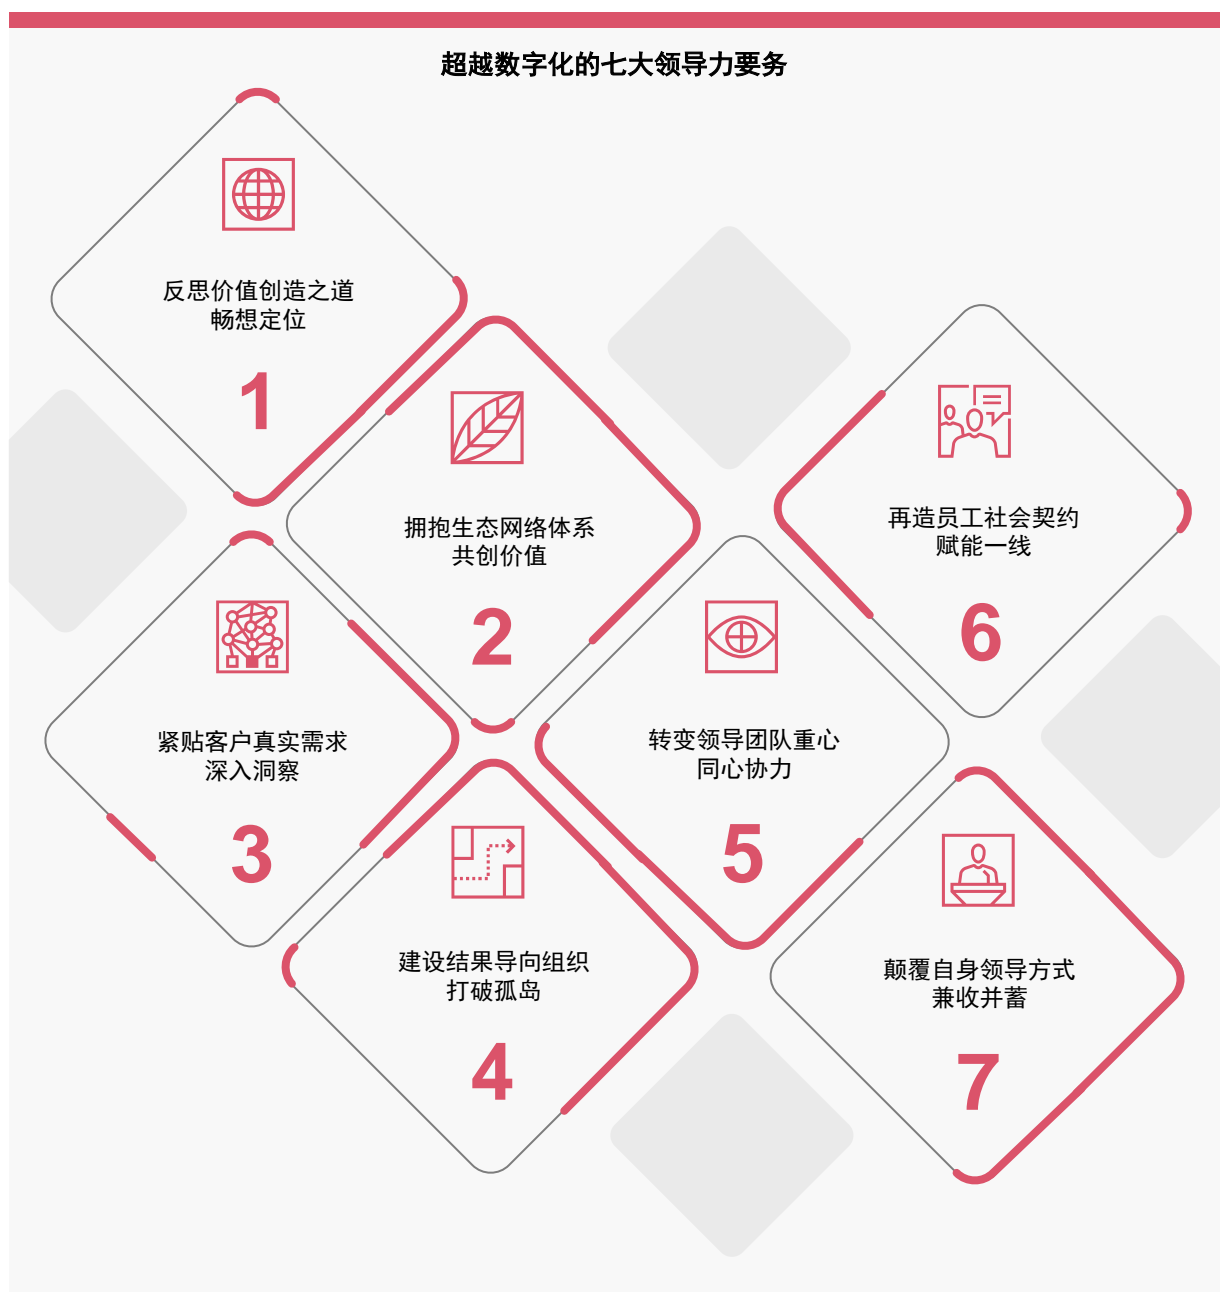 超越数字化的七大领导力要务
反思价值创造之道
畅想定位
1
拥抱生态网络体系
共创价值
2
紧贴客户真实需求
深入洞察
3
建设结果导向组织
打破孤岛
4
转变领导团队重心
同心协力
5
再造员工社会契约
赋能一线
6
颠覆自身领导方式
兼收并蓄
7